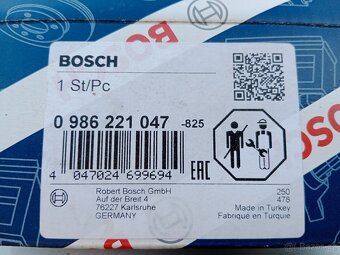 BOSCH
1 St/Pc
0 986 221 047 -825
4 047024 699694
EAC
Robert Bosch GmbH
Auf der Breit 4
76227 Karlsruhe
GERMANY
250
478
Made in Turkey
Fabriqué en Turquie